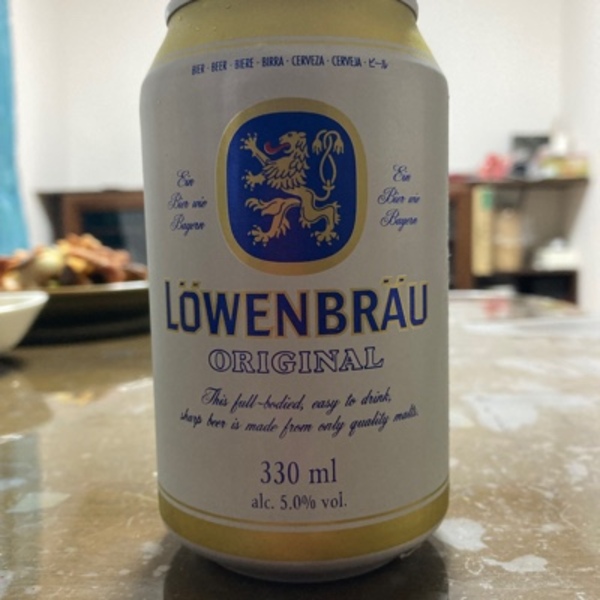 BIER · BEER · BIERE · BIRRA · CERVEZA · CERVEJA · ビール
Ein
Bier wie
Bayern
Ein
Bier wie
Bayern
LÖWENBRÄU
ORIGINAL
This full-bodied, easy to drink,
sharp beer is made from only quality malts.
330 ml
alc. 5.0% vol.